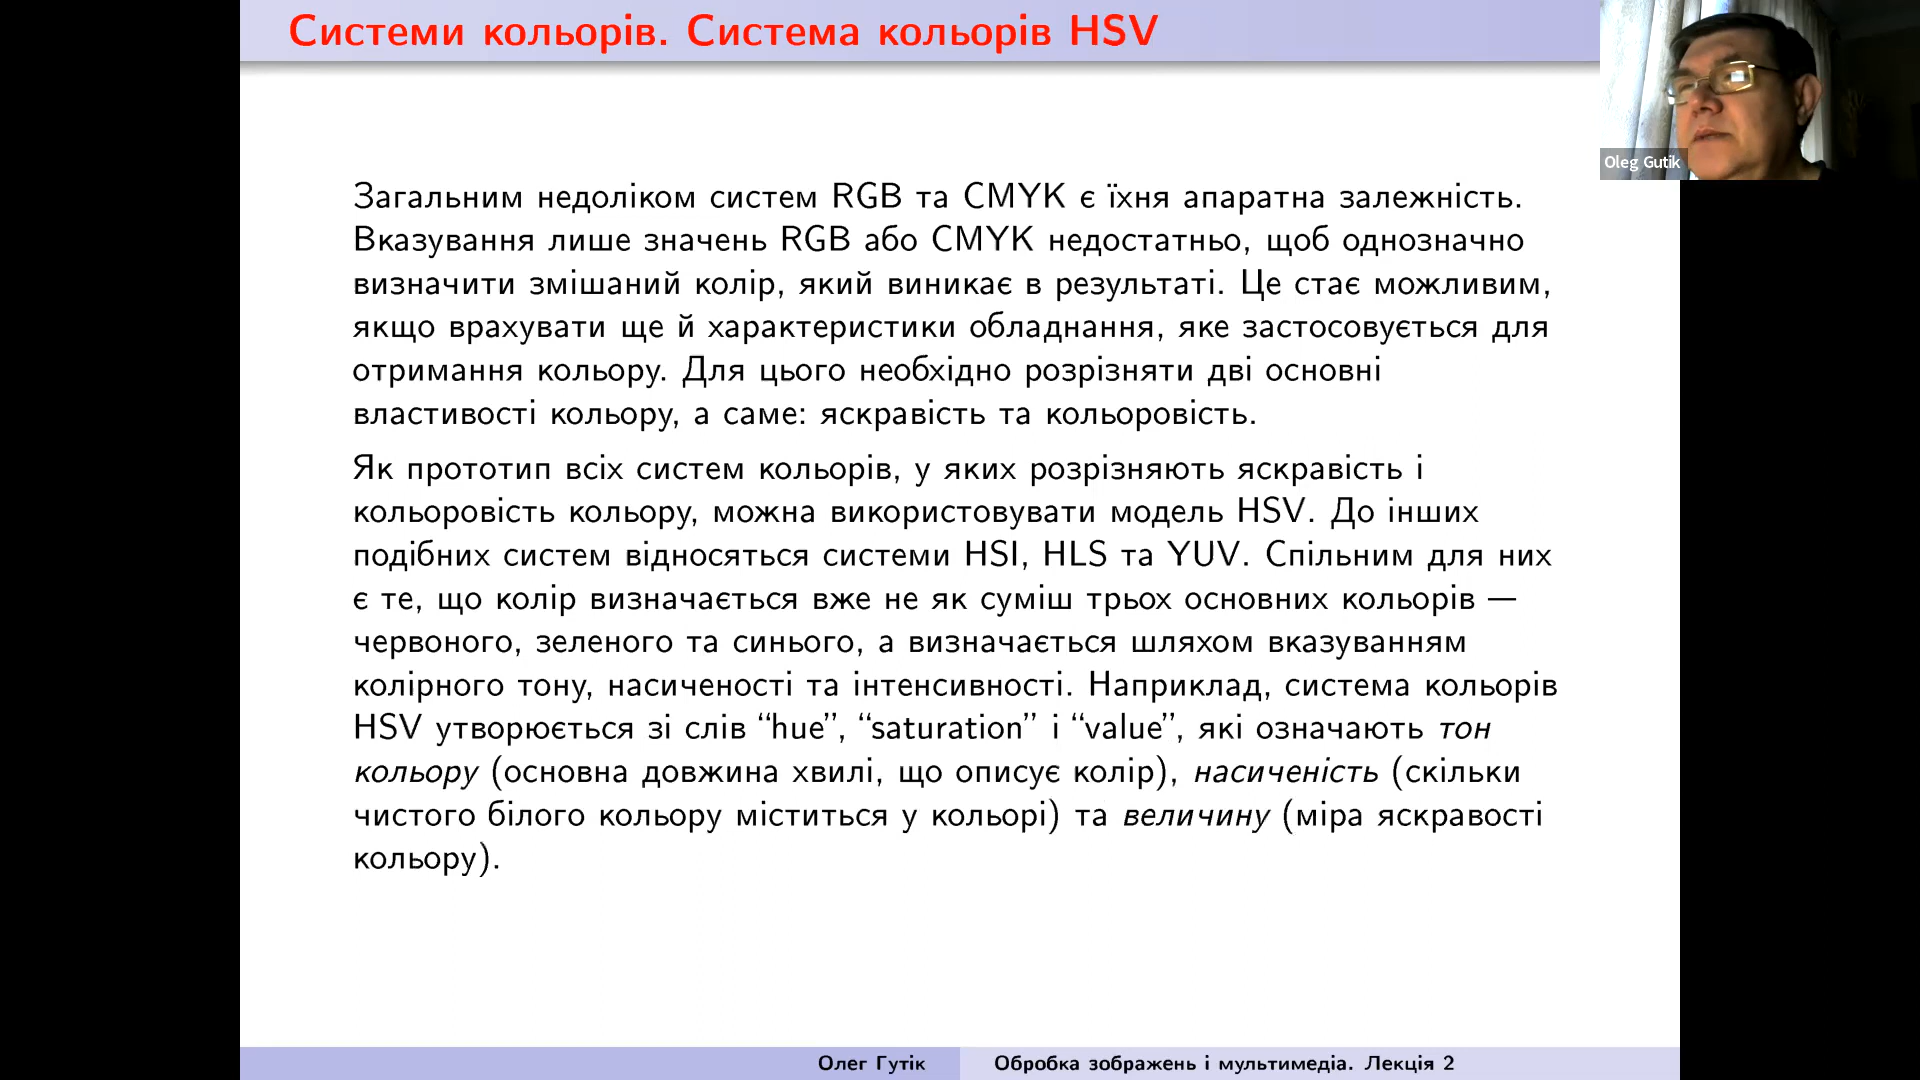 Системи кольорів. Система кольорів HSV
Oleg Gutik
Загальним недоліком систем RGB та CMYK є їхня апаратна залежність.
Вказування лише значень RGB або CMYK недостатньо, щоб однозначно
визначити змішаний колір, який виникає в результаті. Це стає можливим,
якщо врахувати ще й характеристики обладнання, яке застосовується для
отримання кольору. Для цього необхідно розрізняти дві основні
властивості кольору, а саме: яскравість та кольоровість.
Як прототип всіх систем кольорів, у яких розрізняють яскравість і
кольоровість кольору, можна використовувати модель HSV. До інших
подібних систем відносяться системи HSI, HLS та YUV. Спільним для них
є те, що колір визначається вже не як суміш трьох основних кольорів —
червоного, зеленого та синього, а визначається шляхом вказуванням
колірного тону, насиченості та інтенсивності. Наприклад, система кольорів
HSV утворюється зі слів “hue”, “saturation” і “value”, які означають тон
кольору (основна довжина хвилі, що описує колір), насиченість (скільки
чистого білого кольору міститься у кольорі) та величину (міра яскравості
кольору).
Олег Гутік
Обробка зображень і мультимедіа. Лекція 2